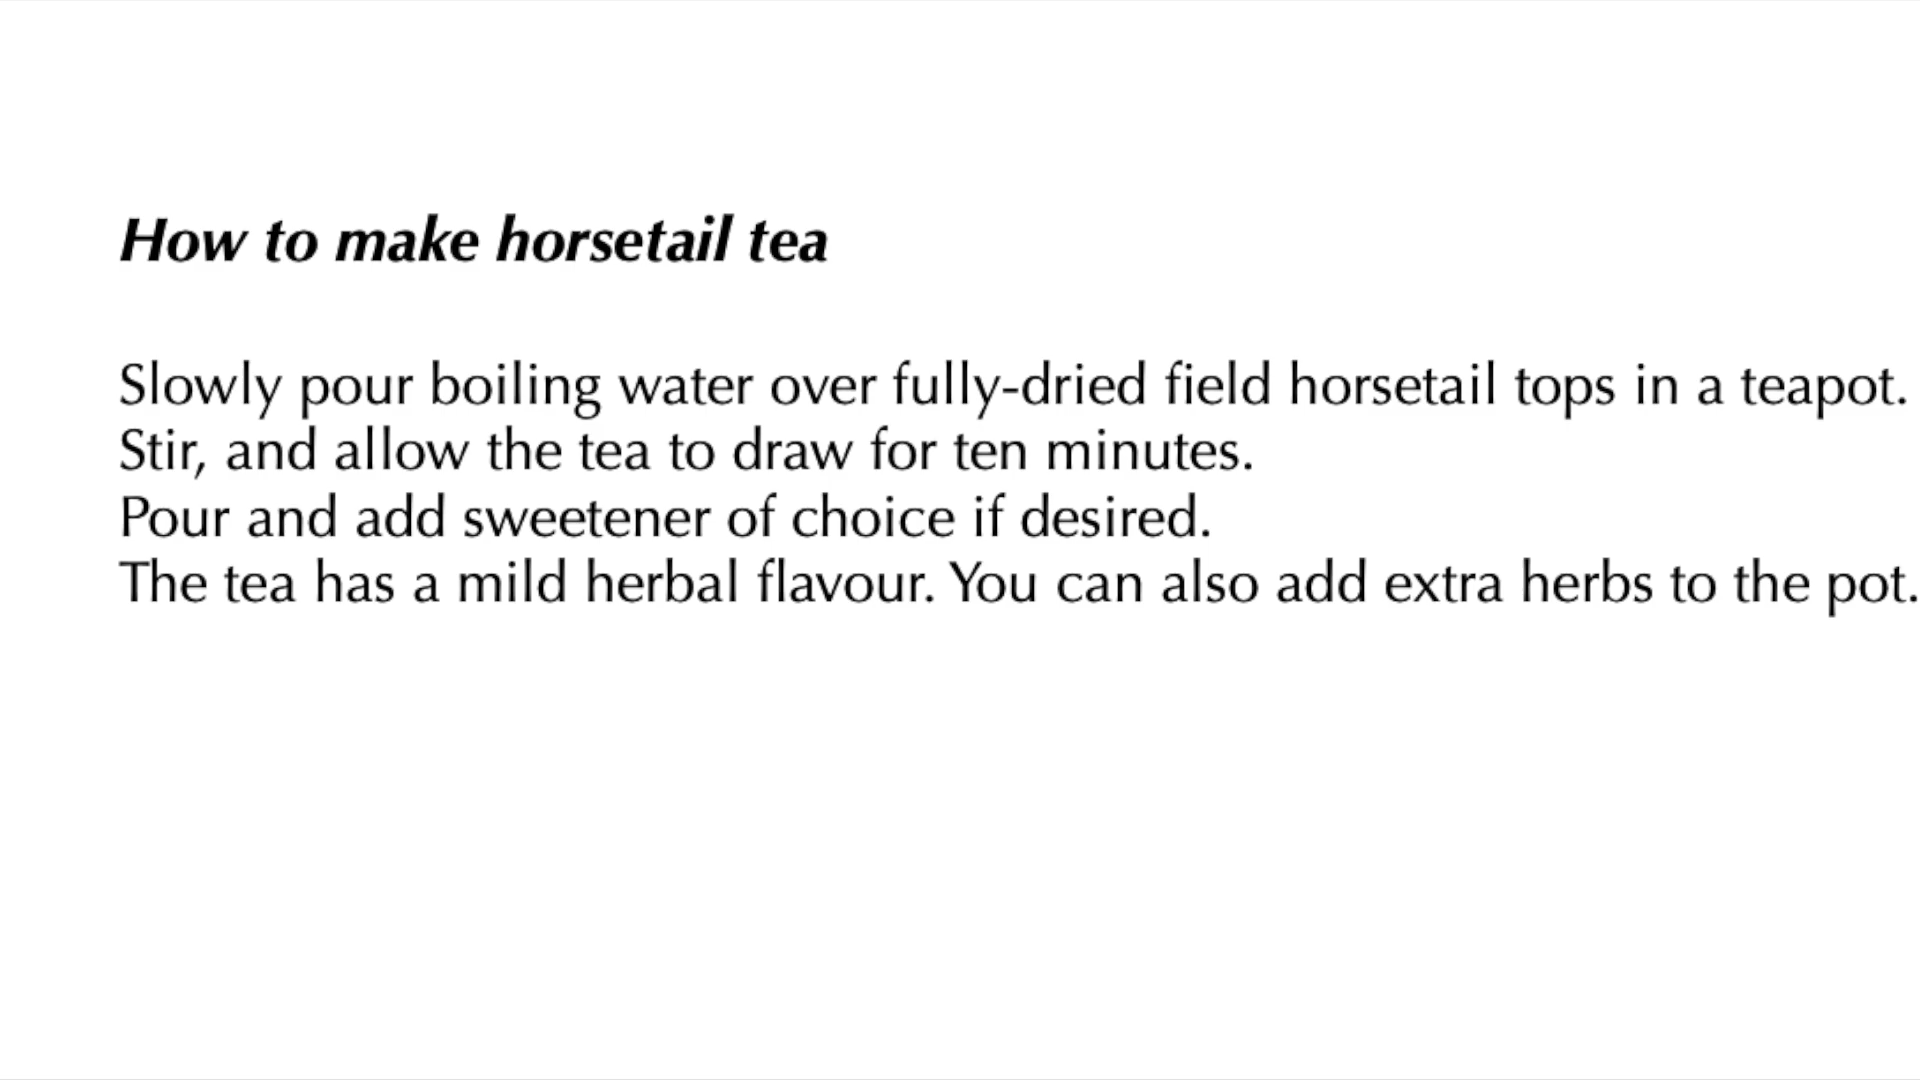 How to make horsetail tea
Slowly pour boiling water over fully-dried field horsetail tops in a teapot.
Stir, and allow the tea to draw for ten minutes.
Pour and add sweetener of choice if desired.
The tea has a mild herbal flavour. You can also add extra herbs to the pot.